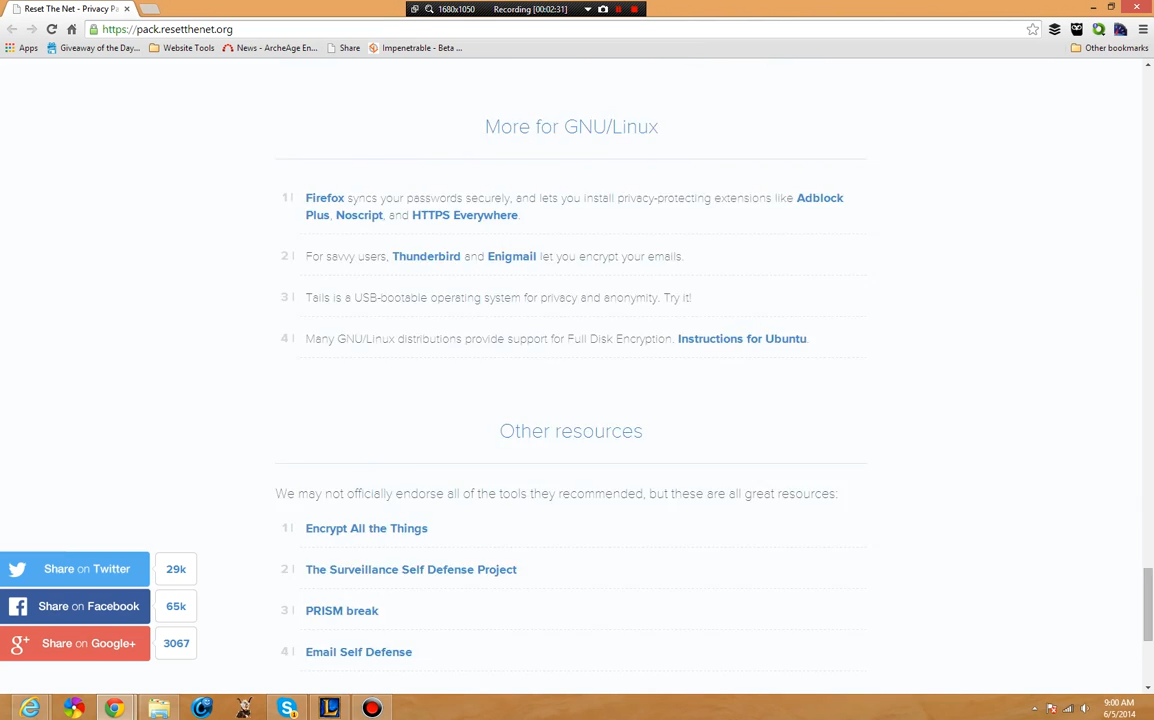 Reset The Net - Privacy Pa
1680x1050
Recording [00:02:31]
https://pack.resetthenet.org
Apps
Giveaway of the Day...
Website Tools
News - ArcheAge En...
Share
Impenetrable - Beta ...
Other bookmarks
More for GNU/Linux
1 | Firefox syncs your passwords securely, and lets you install privacy-protecting extensions like Adblock
Plus, Noscript, and HTTPS Everywhere.
2 | For savvy users, Thunderbird and Enigmail let you encrypt your emails.
3 | Tails is a USB-bootable operating system for privacy and anonymity. Try it!
4 | Many GNU/Linux distributions provide support for Full Disk Encryption. Instructions for Ubuntu.
Other resources
We may not officially endorse all of the tools they recommended, but these are all great resources:
1 | Encrypt All the Things
2 | The Surveillance Self Defense Project
3 | PRISM break
4 | Email Self Defense
Share on Twitter
29k
Share on Facebook
65k
Share on Google+
3067
9:00 AM
6/5/2014